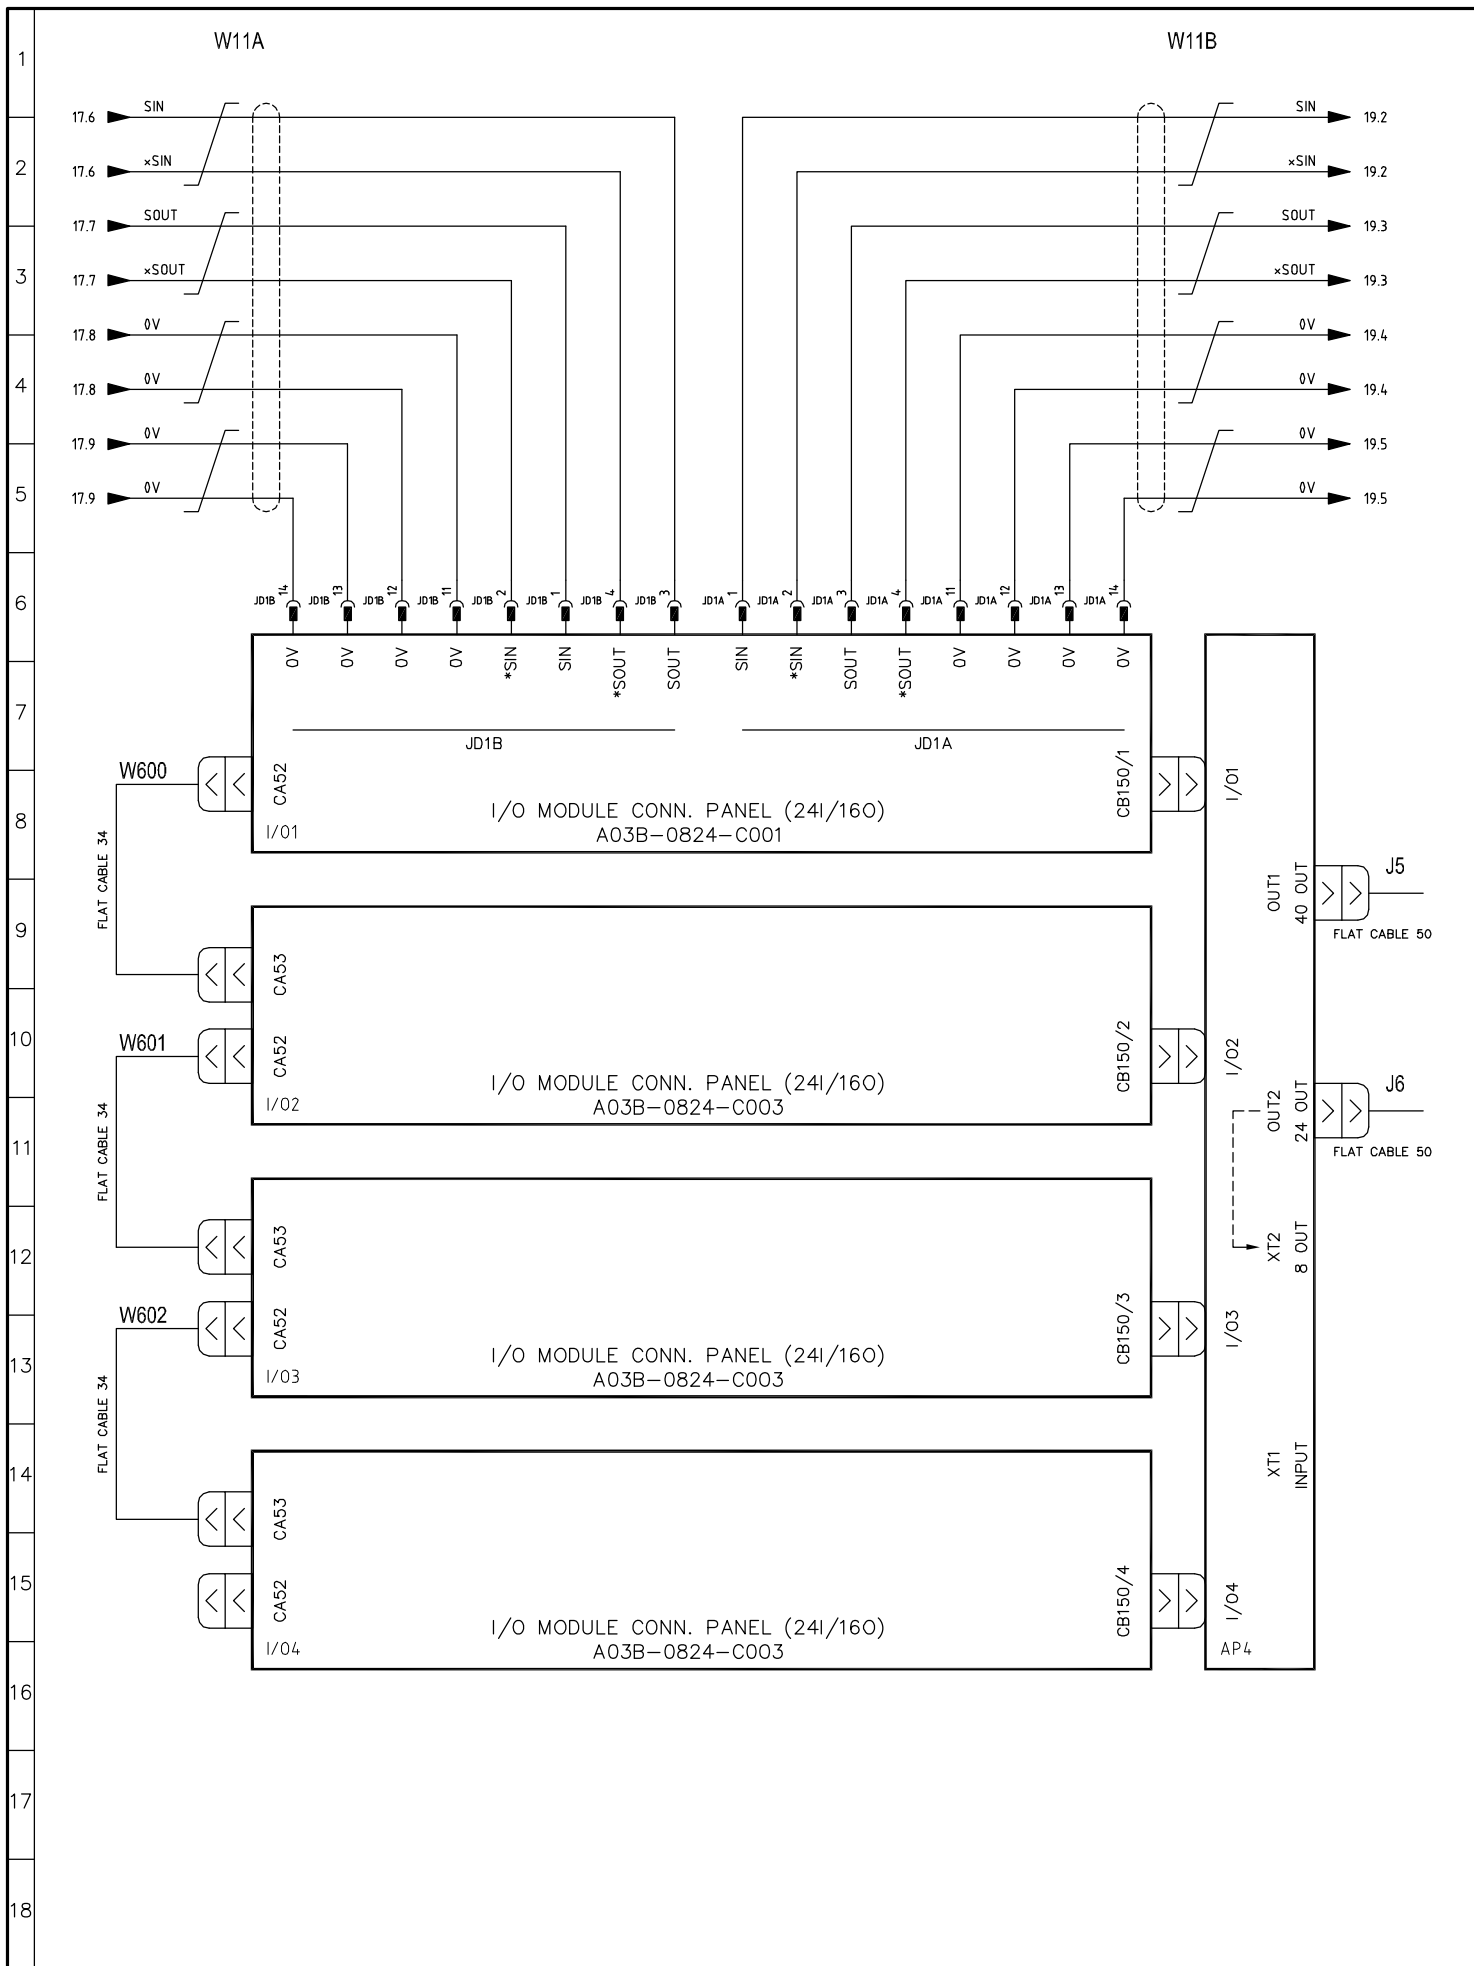 W11A
W11B
1
17.6 SIN
SIN 19.2
2
17.6 ×SIN
×SIN 19.2
17.7 SOUT
SOUT 19.3
3
17.7 ×SOUT
×SOUT 19.3
17.8 0V
0V 19.4
4
17.8 0V
0V 19.4
17.9 0V
0V 19.5
5
17.9 0V
0V 19.5
6
JD1B 14
JD1B 13
JD1B 12
JD1B 11
JD1B 2
JD1B 1
JD1B 4
JD1B 3
JD1A 1
JD1A 2
JD1A 3
JD1A 4
JD1A 11
JD1A 12
JD1A 13
JD1A 14
0V
0V
0V
0V
*SIN
SIN
*SOUT
SOUT
SIN
*SIN
SOUT
*SOUT
0V
0V
0V
0V
7
JD1B
JD1A
W600
CA52
CB150/1
I/O1
8
I/O MODULE CONN. PANEL (24I/16O)
A03B-0824-C001
I/O1
FLAT CABLE 34
OUT1
40 OUT
J5
FLAT CABLE 50
9
CA53
10
W601
CA52
CB150/2
I/O2
I/O MODULE CONN. PANEL (24I/16O)
A03B-0824-C003
I/O2
OUT2
24 OUT
J6
FLAT CABLE 50
11
FLAT CABLE 34
12
CA53
XT2
8 OUT
W602
CA52
CB150/3
I/O3
13
I/O MODULE CONN. PANEL (24I/16O)
A03B-0824-C003
I/O3
FLAT CABLE 34
14
XT1
INPUT
CA53
15
CA52
CB150/4
I/O4
I/O MODULE CONN. PANEL (24I/16O)
A03B-0824-C003
I/O4
AP4
16
17
18